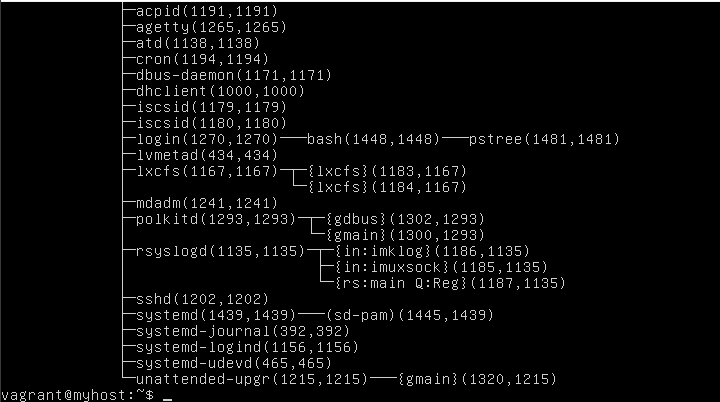 ├─acpid(1191,1191)
├─agetty(1265,1265)
├─atd(1138,1138)
├─cron(1194,1194)
├─dbus-daemon(1171,1171)
├─dhclient(1000,1000)
├─iscsid(1179,1179)
├─iscsid(1180,1180)
├─login(1270,1270)───bash(1448,1448)───pstree(1481,1481)
├─lvmetad(434,434)
├─lxcfs(1167,1167)─┬─{lxcfs}(1183,1167)
│                  └─{lxcfs}(1184,1167)
├─mdadm(1241,1241)
├─polkitd(1293,1293)─┬─{gdbus}(1302,1293)
│                    └─{gmain}(1300,1293)
├─rsyslogd(1135,1135)─┬─{in:imklog}(1186,1135)
│                     ├─{in:imuxsock}(1185,1135)
│                     └─{rs:main Q:Reg}(1187,1135)
├─sshd(1202,1202)
├─systemd(1439,1439)───(sd-pam)(1445,1439)
├─systemd-journal(392,392)
├─systemd-logind(1156,1156)
├─systemd-udevd(465,465)
└─unattended-upgr(1215,1215)───{gmain}(1320,1215)
vagrant@myhost:~$ _